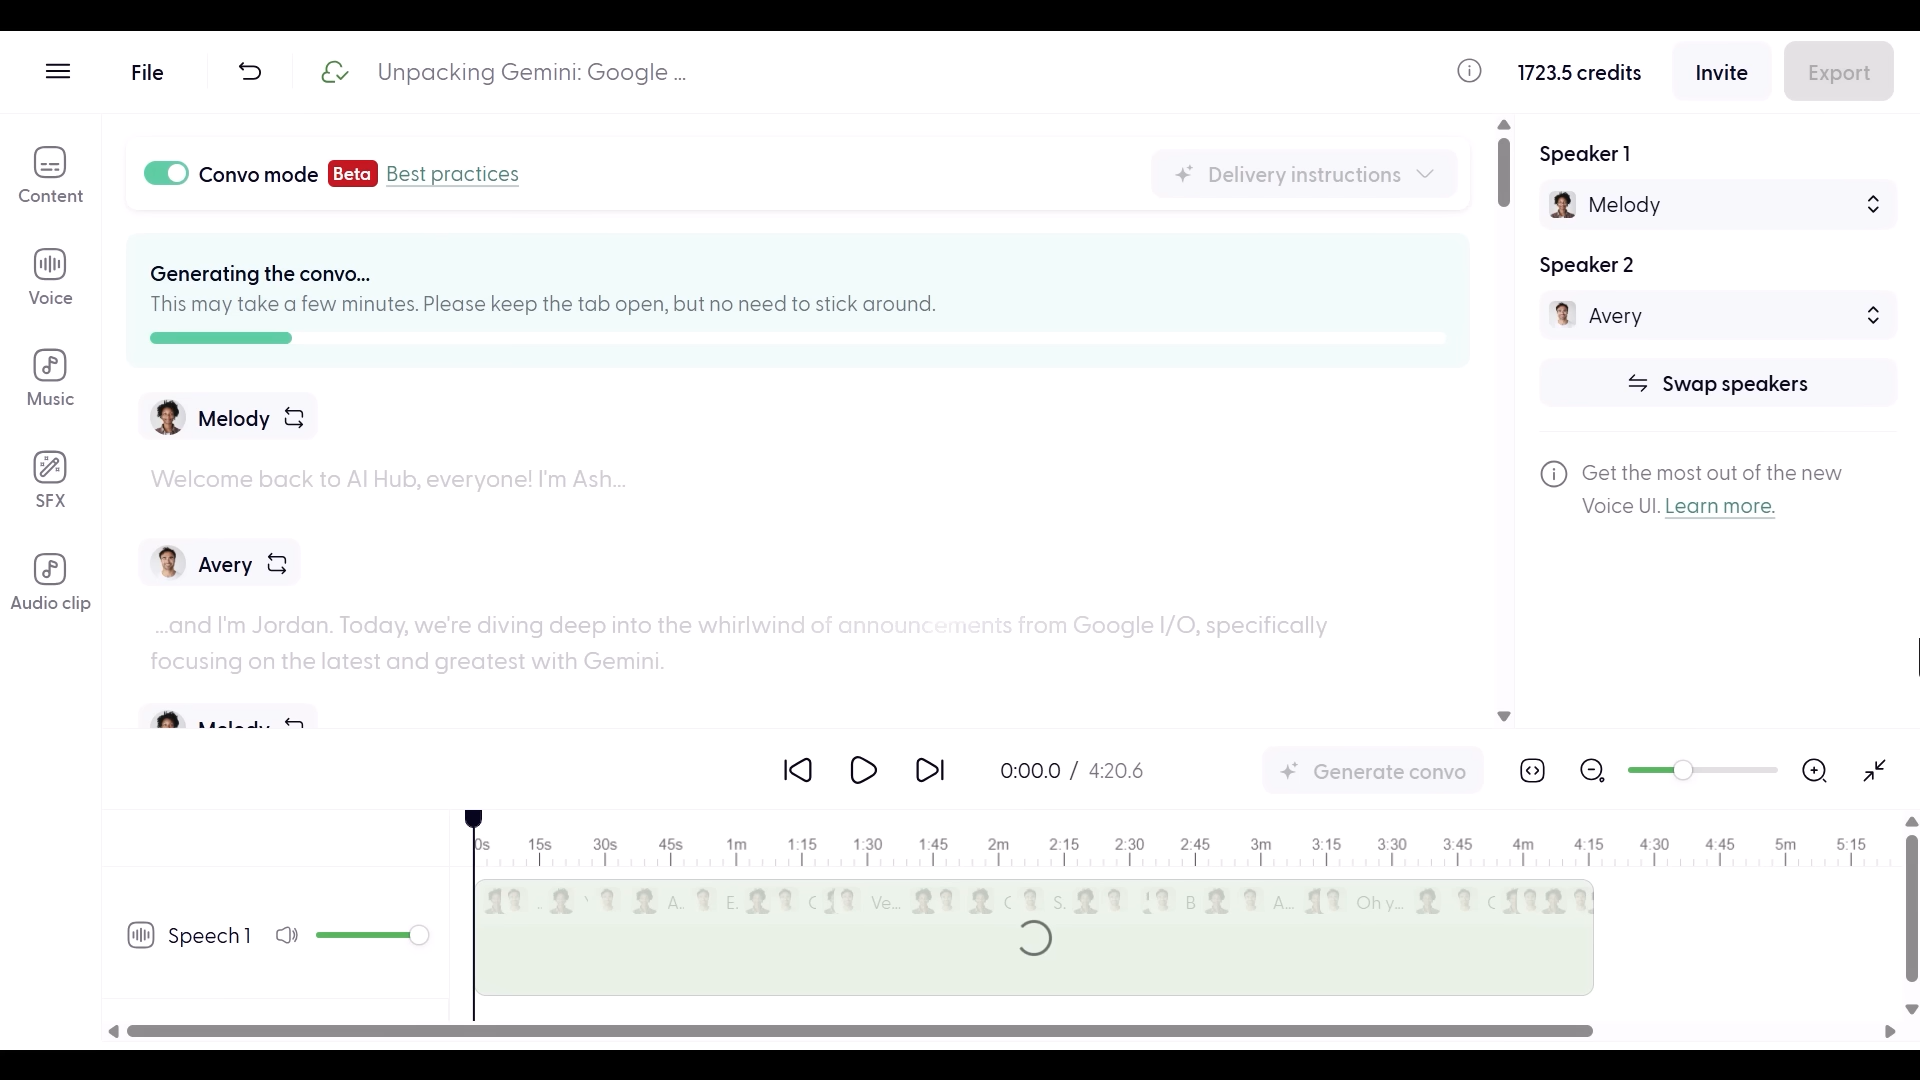 File
Unpacking Gemini: Google ...
1723.5 credits
Invite
Export
Content
Voice
Music
SFX
Audio clip
Convo mode Beta Best practices
Delivery instructions
Generating the convo...
This may take a few minutes. Please keep the tab open, but no need to stick around.
Melody
Welcome back to AI Hub, everyone! I'm Ash...
Avery
...and I'm Jordan. Today, we're diving deep into the whirlwind of announcements from Google I/O, specifically
focusing on the latest and greatest with Gemini.
Melody
Speaker 1
Melody
Speaker 2
Avery
Swap speakers
Get the most out of the new
Voice UI. Learn more.
0:00.0 / 4:20.6
Generate convo
0s 15s 30s 45s 1m 1:15 1:30 1:45 2m 2:15 2:30 2:45 3m 3:15 3:30 3:45 4m 4:15 4:30 4:45 5m 5:15
A.. E. C Ve... C S. B A... Oh y... C
Speech 1